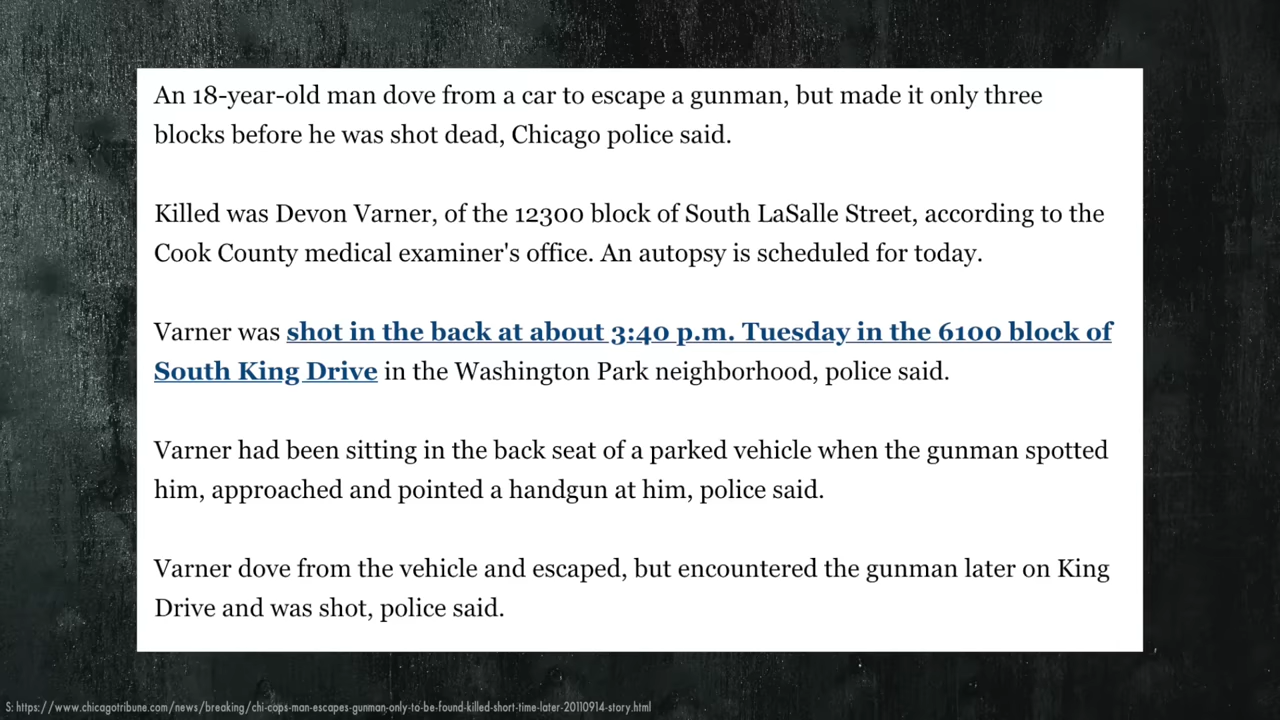 An 18-year-old man dove from a car to escape a gunman, but made it only three
blocks before he was shot dead, Chicago police said.
Killed was Devon Varner, of the 12300 block of South LaSalle Street, according to the
Cook County medical examiner's office. An autopsy is scheduled for today.
Varner was shot in the back at about 3:40 p.m. Tuesday in the 6100 block of
South King Drive in the Washington Park neighborhood, police said.
Varner had been sitting in the back seat of a parked vehicle when the gunman spotted
him, approached and pointed a handgun at him, police said.
Varner dove from the vehicle and escaped, but encountered the gunman later on King
Drive and was shot, police said.
S: https://www.chicagotribune.com/news/breaking/chi-cops-man-escapes-gunman-only-to-be-found-killed-short-time-later-20110914-story.html